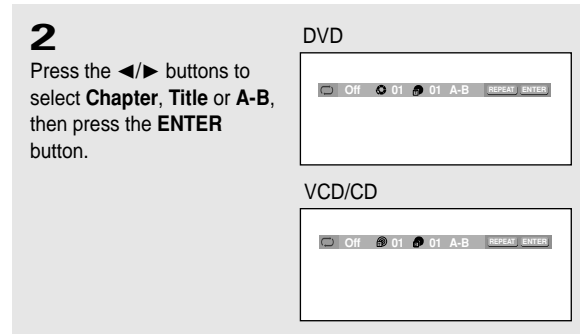 2
Press the ◄/► buttons to
select Chapter, Title or A-B,
then press the ENTER
button.
DVD
Off 01 01 A-B REPEAT ENTER
VCD/CD
Off 01 01 A-B REPEAT ENTER